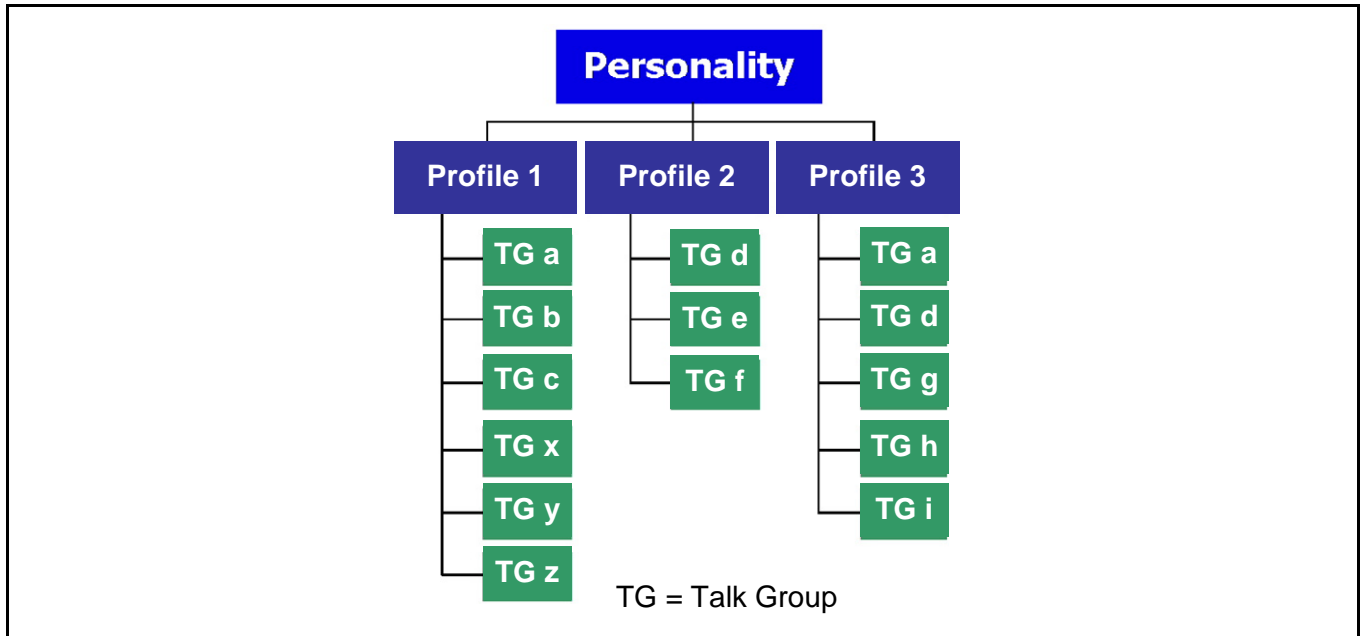 Personality
Profile 1
Profile 2
Profile 3
TG a
TG b
TG c
TG x
TG y
TG z
TG d
TG e
TG f
TG a
TG d
TG g
TG h
TG i
TG = Talk Group